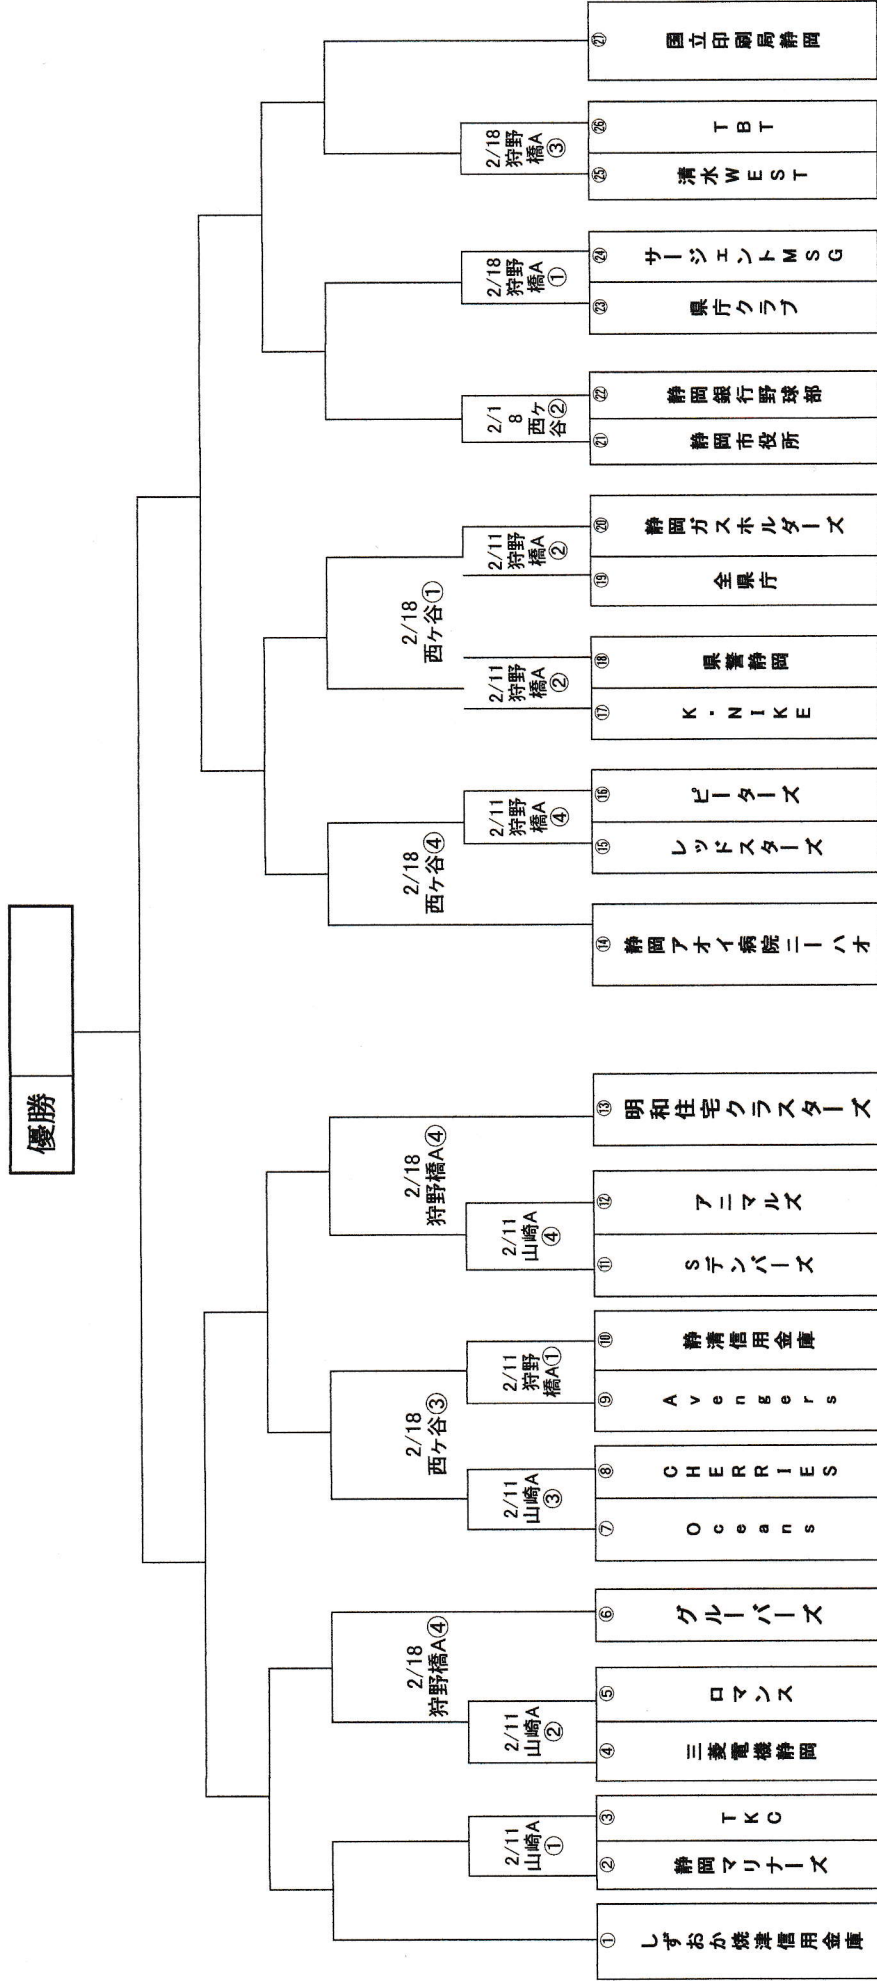 優勝
2/18
西ヶ谷④
2/18
西ヶ谷①
2/18
狩野橋A④
2/18
西ヶ谷③
2/18
狩野橋A④
2/11
山崎A
①
2/11
山崎A
②
2/11
山崎A
③
2/11
狩野
橋A①
2/11
山崎A
④
2/11
狩野
橋A
④
2/11
狩野
橋A
②
2/11
狩野
橋A
②
2/1
8
西ヶ
谷②
2/18
狩野
橋A
①
2/18
狩野
橋A
③
① しずおか焼津信用金庫
② 静岡マリナーズ
③ TKC
④ 三菱電機静岡
⑤ ロマンス
⑥ グルーバーズ
⑦ Oceans
⑧ CHERRIES
⑨ Avengers
⑩ 静清信用金庫
⑪ Sテンバーズ
⑫ アニマルズ
⑬ 明和住宅クラスターズ
⑭ 静岡アオイ病院ニーハオ
⑮ レッドスターズ
⑯ ピーターズ
⑰ K・NIKE
⑱ 県警静岡
⑲ 全県庁
⑳ 静岡ガスホルダーズ
㉑ 静岡市役所
㉒ 静岡銀行野球部
㉓ 県庁クラブ
㉔ サージェントMSG
㉕ 清水WEST
㉖ TBT
㉗ 国立印刷局静岡